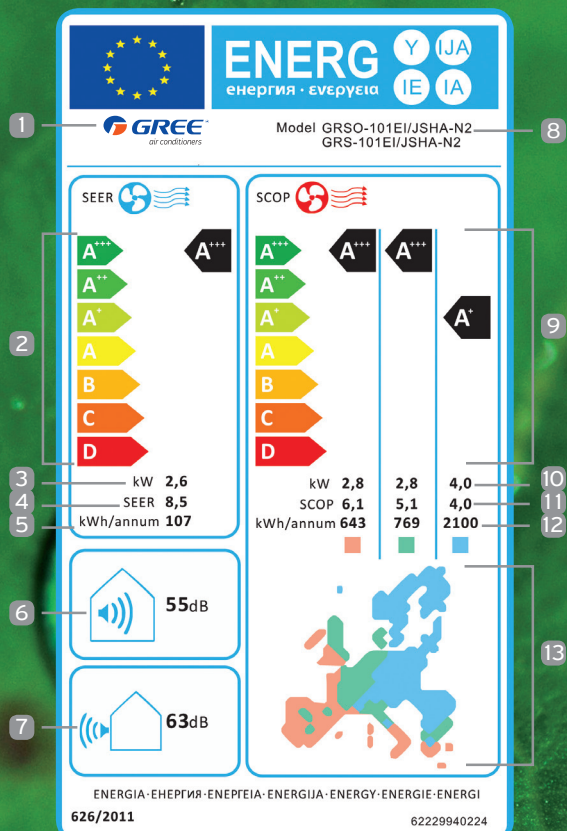 ENERG Y IJA
енергия · ενεργεια IE IA
1 GREE
air conditioners
Model GRSO-101EI/JSHA-N2 8
GRS-101EI/JSHA-N2
SEER
SCOP
A+++ A+++
A++
A+
A
B
C
D
2
A+++ A+++ A+++
A++
A+ A+
A
B
C
D
9
3 kW 2,6
4 SEER 8,5
5 kWh/annum 107
kW 2,8 2,8 4,0 10
SCOP 6,1 5,1 4,0 11
kWh/annum 643 769 2100 12
6 55dB
7 63dB
13
ENERGIA·ЕНЕРГИЯ·ΕΝΕΡΓΕΙΑ·ENERGIJA·ENERGY·ENERGIE·ENERGI
626/2011
62229940224